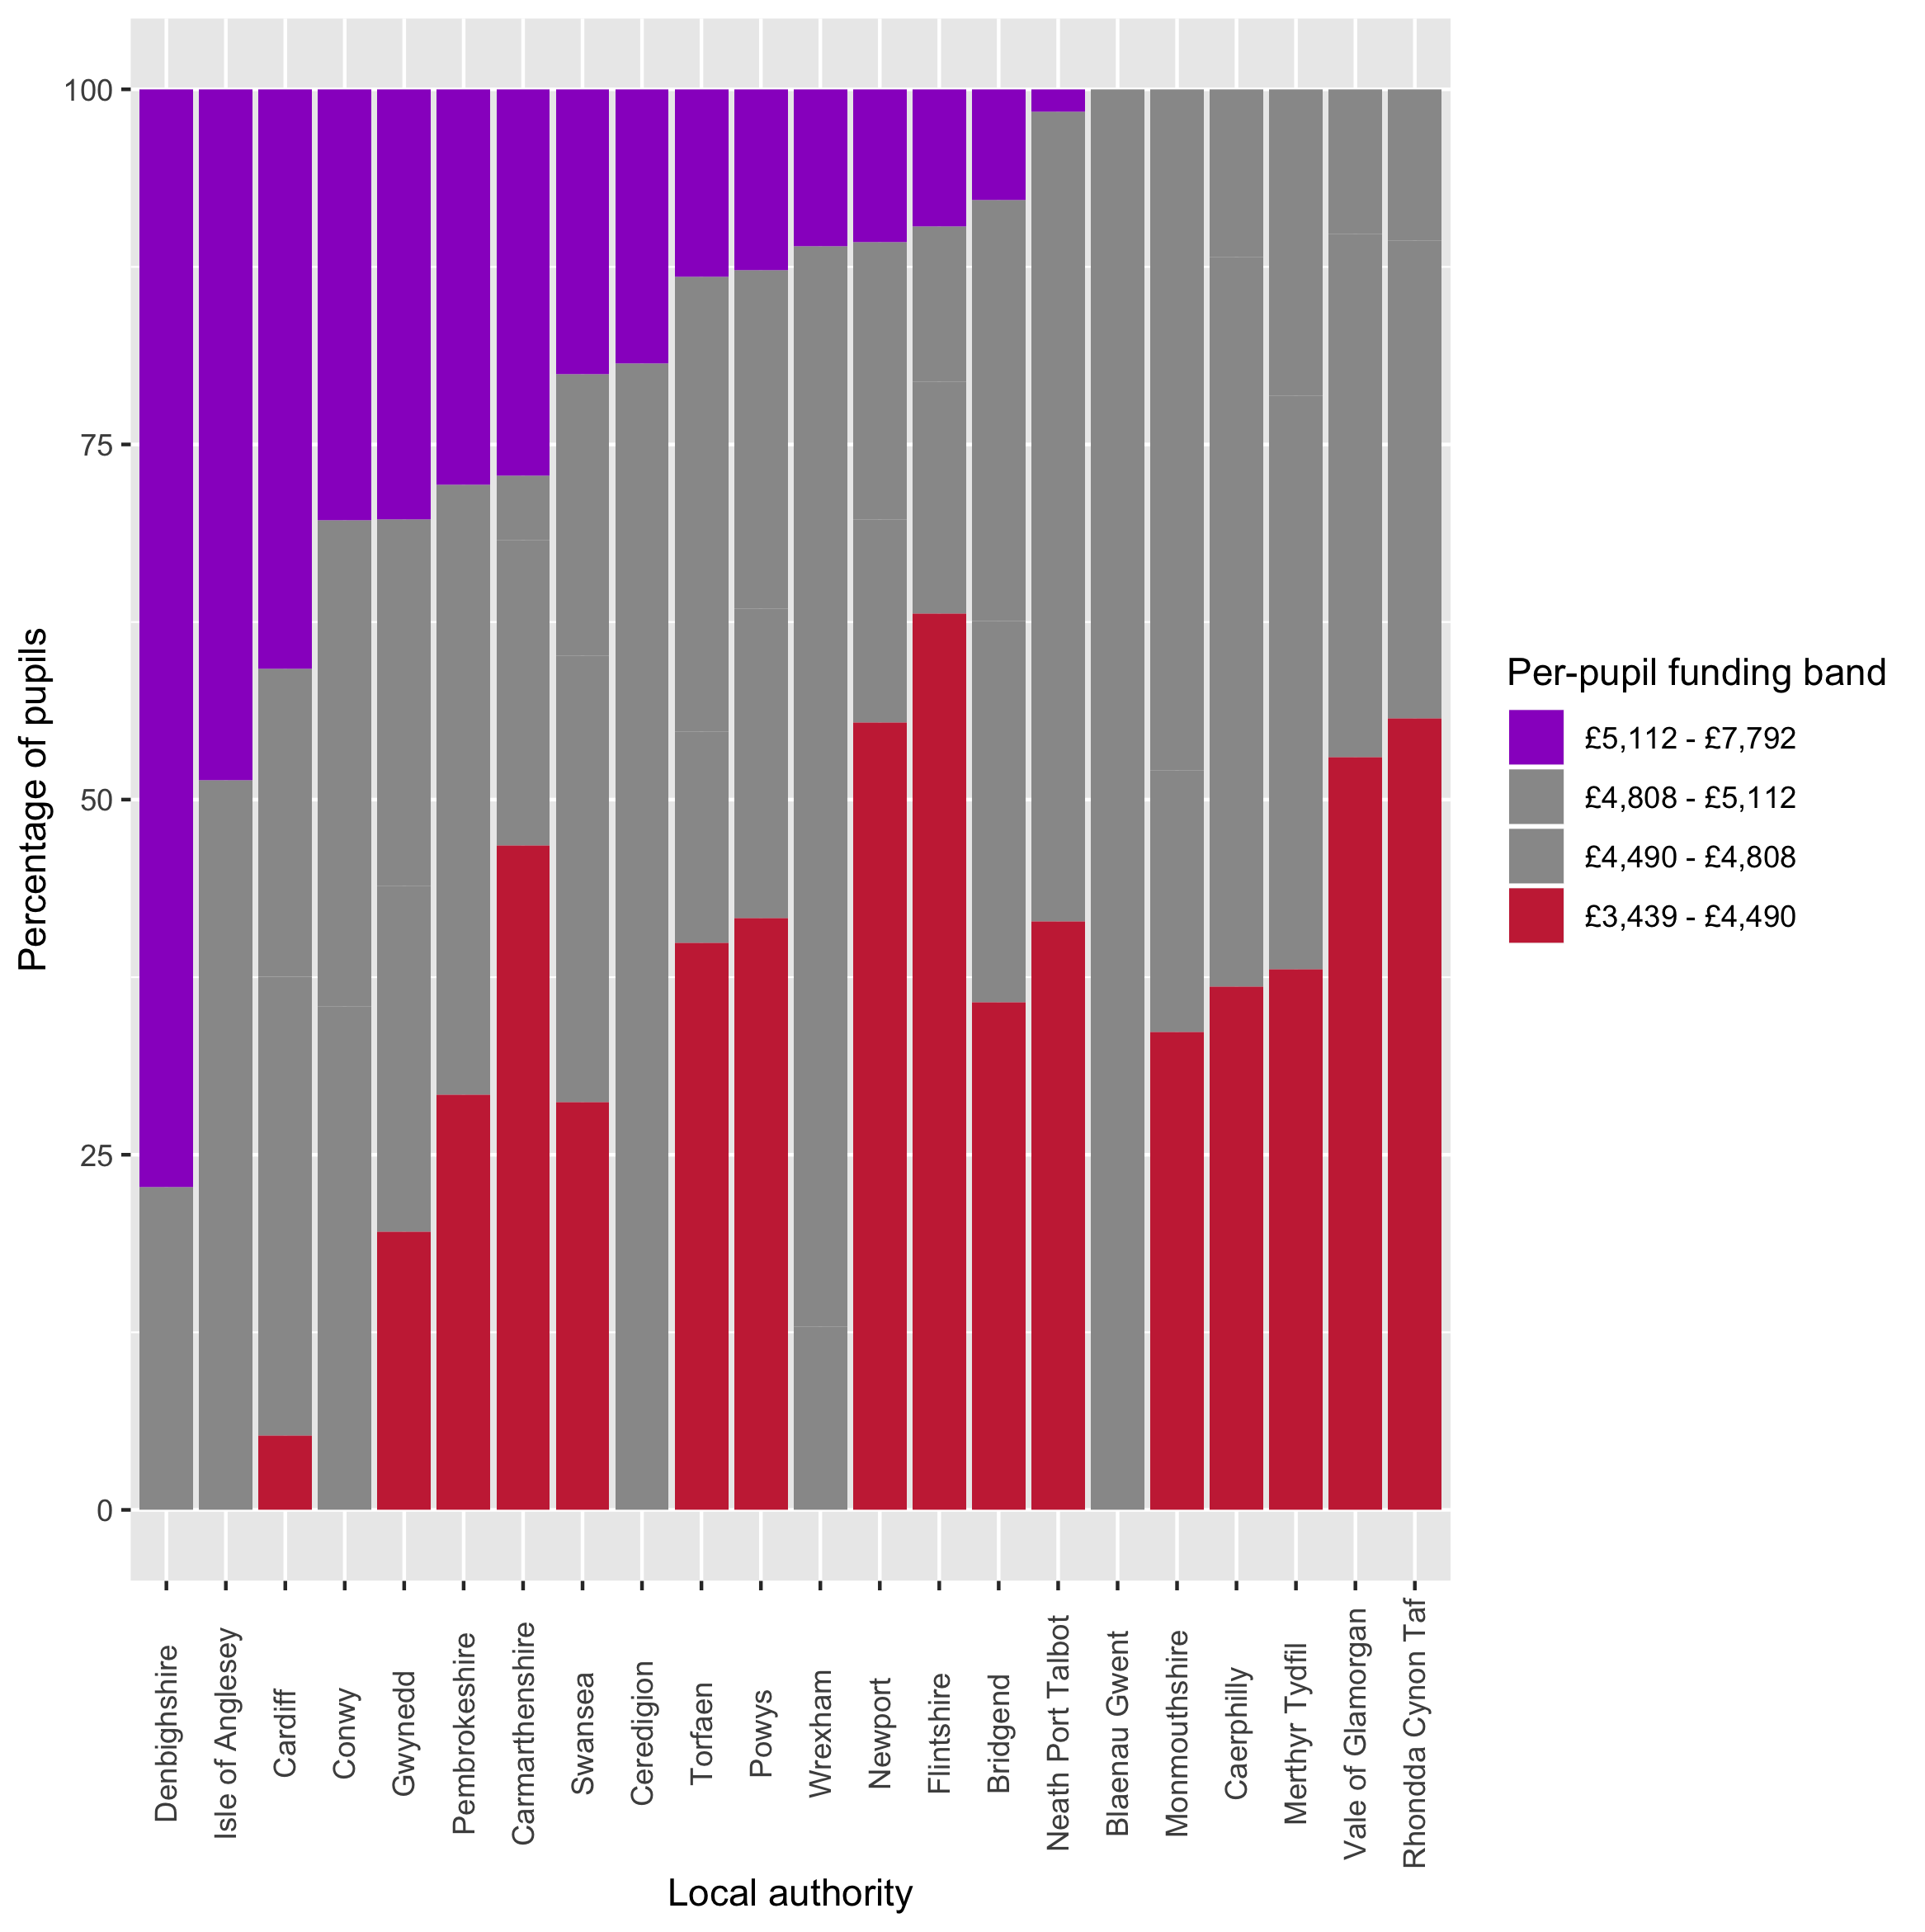 100
75
50
25
0
Percentage of pupils
Denbighshire
Isle of Anglesey
Cardiff
Conwy
Gwynedd
Pembrokeshire
Carmarthenshire
Swansea
Ceredigion
Torfaen
Powys
Wrexham
Newport
Flintshire
Bridgend
Neath Port Talbot
Blaenau Gwent
Monmouthshire
Caerphilly
Merthyr Tydfil
Vale of Glamorgan
Rhondda Cynon Taf
Local authority
Per-pupil funding band
£5,112 - £7,792
£4,808 - £5,112
£4,490 - £4,808
£3,439 - £4,490